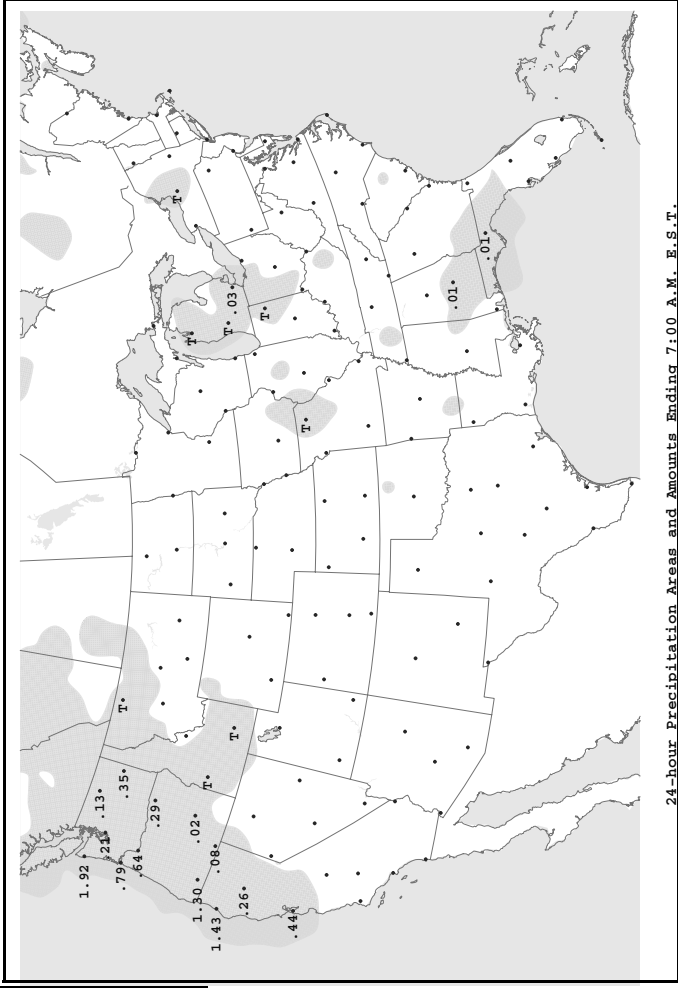 1.92
.13
.21
.79
.35
T
.64
.29
T
T
1.30
.02
T
1.43
.08
T
.03
T
.26
T
.44
T
.01
.01
24-hour Precipitation Areas and Amounts Ending 7:00 A.M. E.S.T.